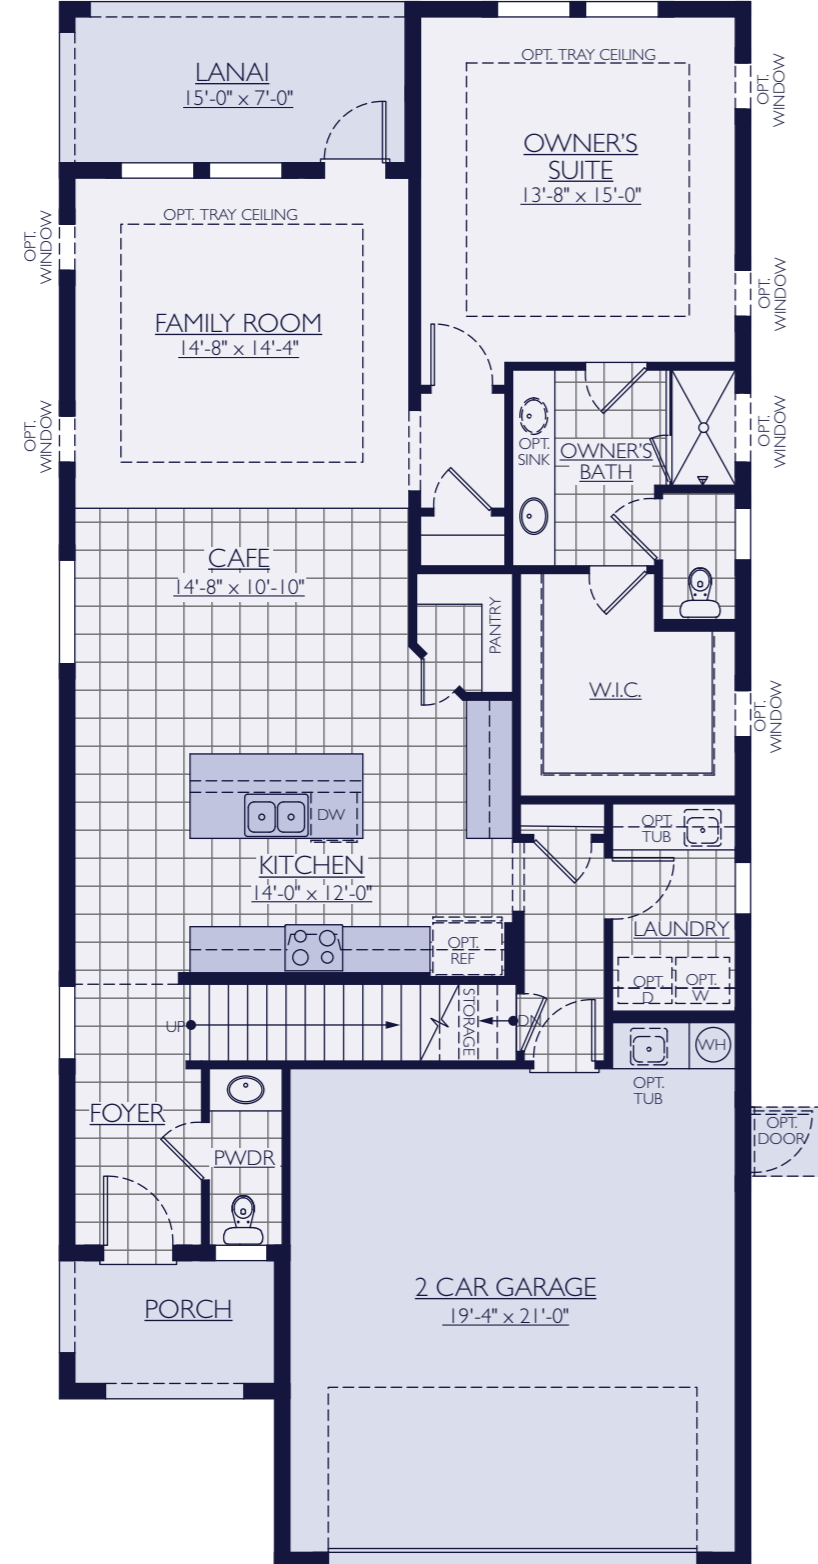 LANAI
15'-0" x 7'-0"
OPT. TRAY CEILING
OWNER'S
SUITE
13'-8" x 15'-0"
OPT.
WINDOW
OPT.
WINDOW
OPT. TRAY CEILING
FAMILY ROOM
14'-8" x 14'-4"
OPT.
WINDOW
OPT.
WINDOW
OPT.
SINK
OWNER'S
BATH
OPT.
WINDOW
CAFE
14'-8" x 10'-10"
PANTRY
W.I.C.
OPT.
WINDOW
DW
KITCHEN
14'-0" x 12'-0"
OPT.
REF
OPT.
TUB
LAUNDRY
OPT.
D
OPT.
W
UP
STORAGE
DN
WH
OPT.
TUB
FOYER
PWDR
OPT.
DOOR
PORCH
2 CAR GARAGE
19'-4" x 21'-0"